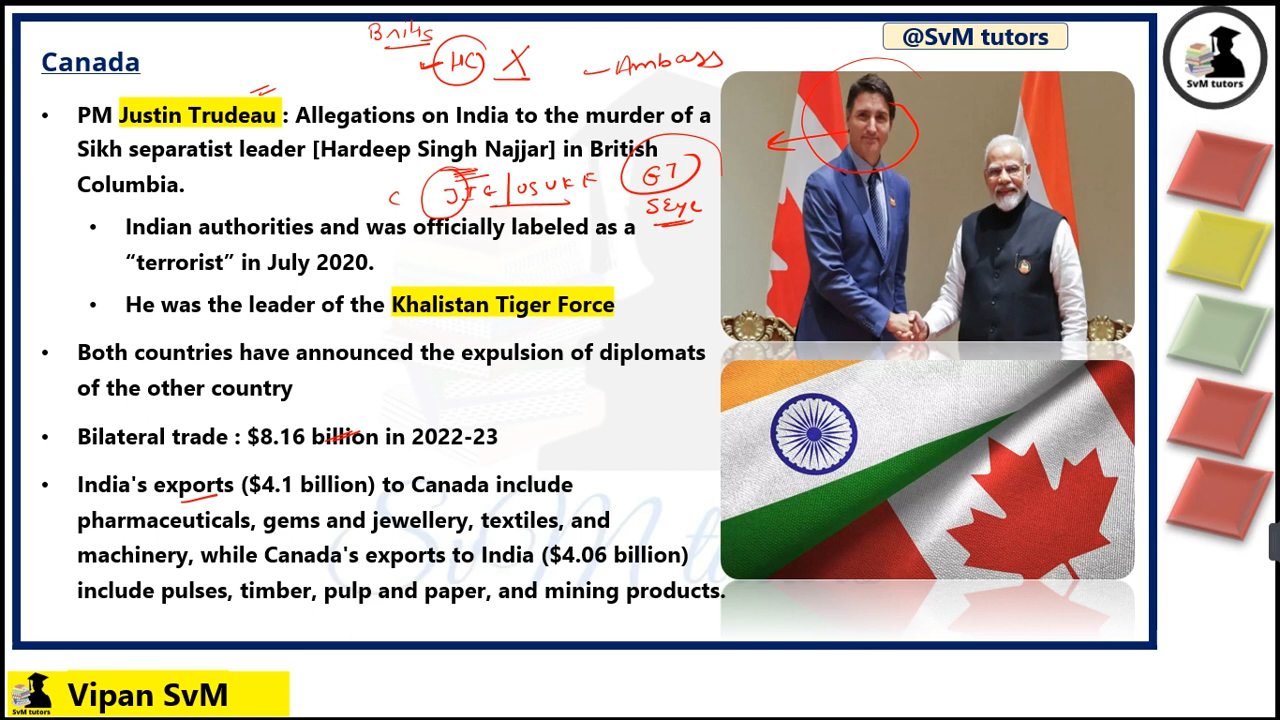 @SvM tutors
SvM tutors
Canada
HC X
G7
5 Eye
• PM Justin Trudeau : Allegations on India to the murder of a
Sikh separatist leader [Hardeep Singh Najjar] in British
Columbia.
• Indian authorities and was officially labeled as a
“terrorist” in July 2020.
• He was the leader of the Khalistan Tiger Force
• Both countries have announced the expulsion of diplomats
of the other country
• Bilateral trade : $8.16 billion in 2022-23
• India's exports ($4.1 billion) to Canada include
pharmaceuticals, gems and jewellery, textiles, and
machinery, while Canada's exports to India ($4.06 billion)
include pulses, timber, pulp and paper, and mining products.
SvM tutors
Vipan SvM